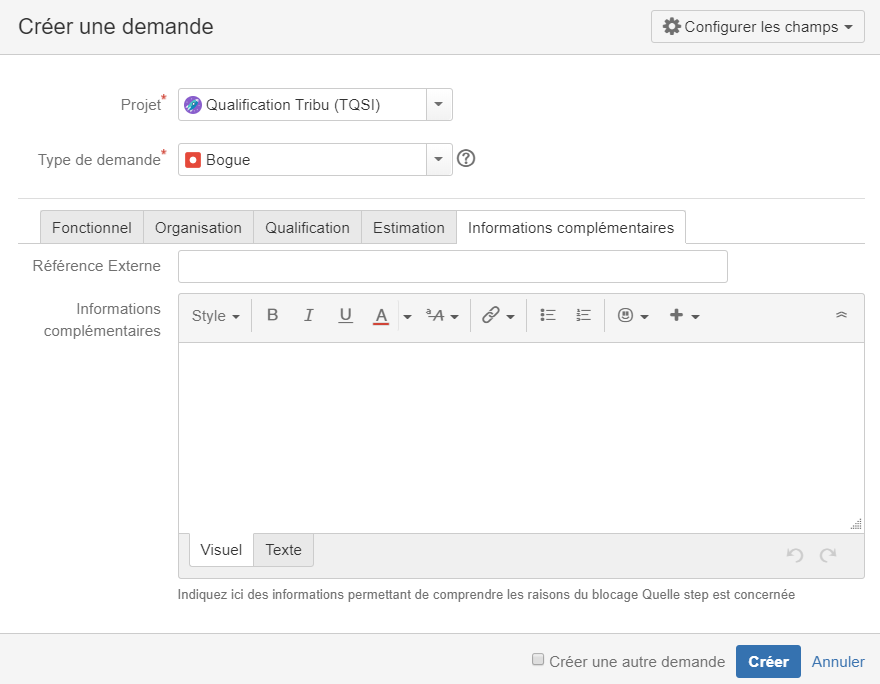 Créer une demande
Configurer les champs
Projet*
Qualification Tribu (TQSI)
Type de demande*
Bogue
Fonctionnel Organisation Qualification Estimation Informations complémentaires
Référence Externe
Informations
complémentaires
Style B I U A ªA
Visuel Texte
Indiquez ici des informations permettant de comprendre les raisons du blocage Quelle step est concernée
Créer une autre demande Créer Annuler